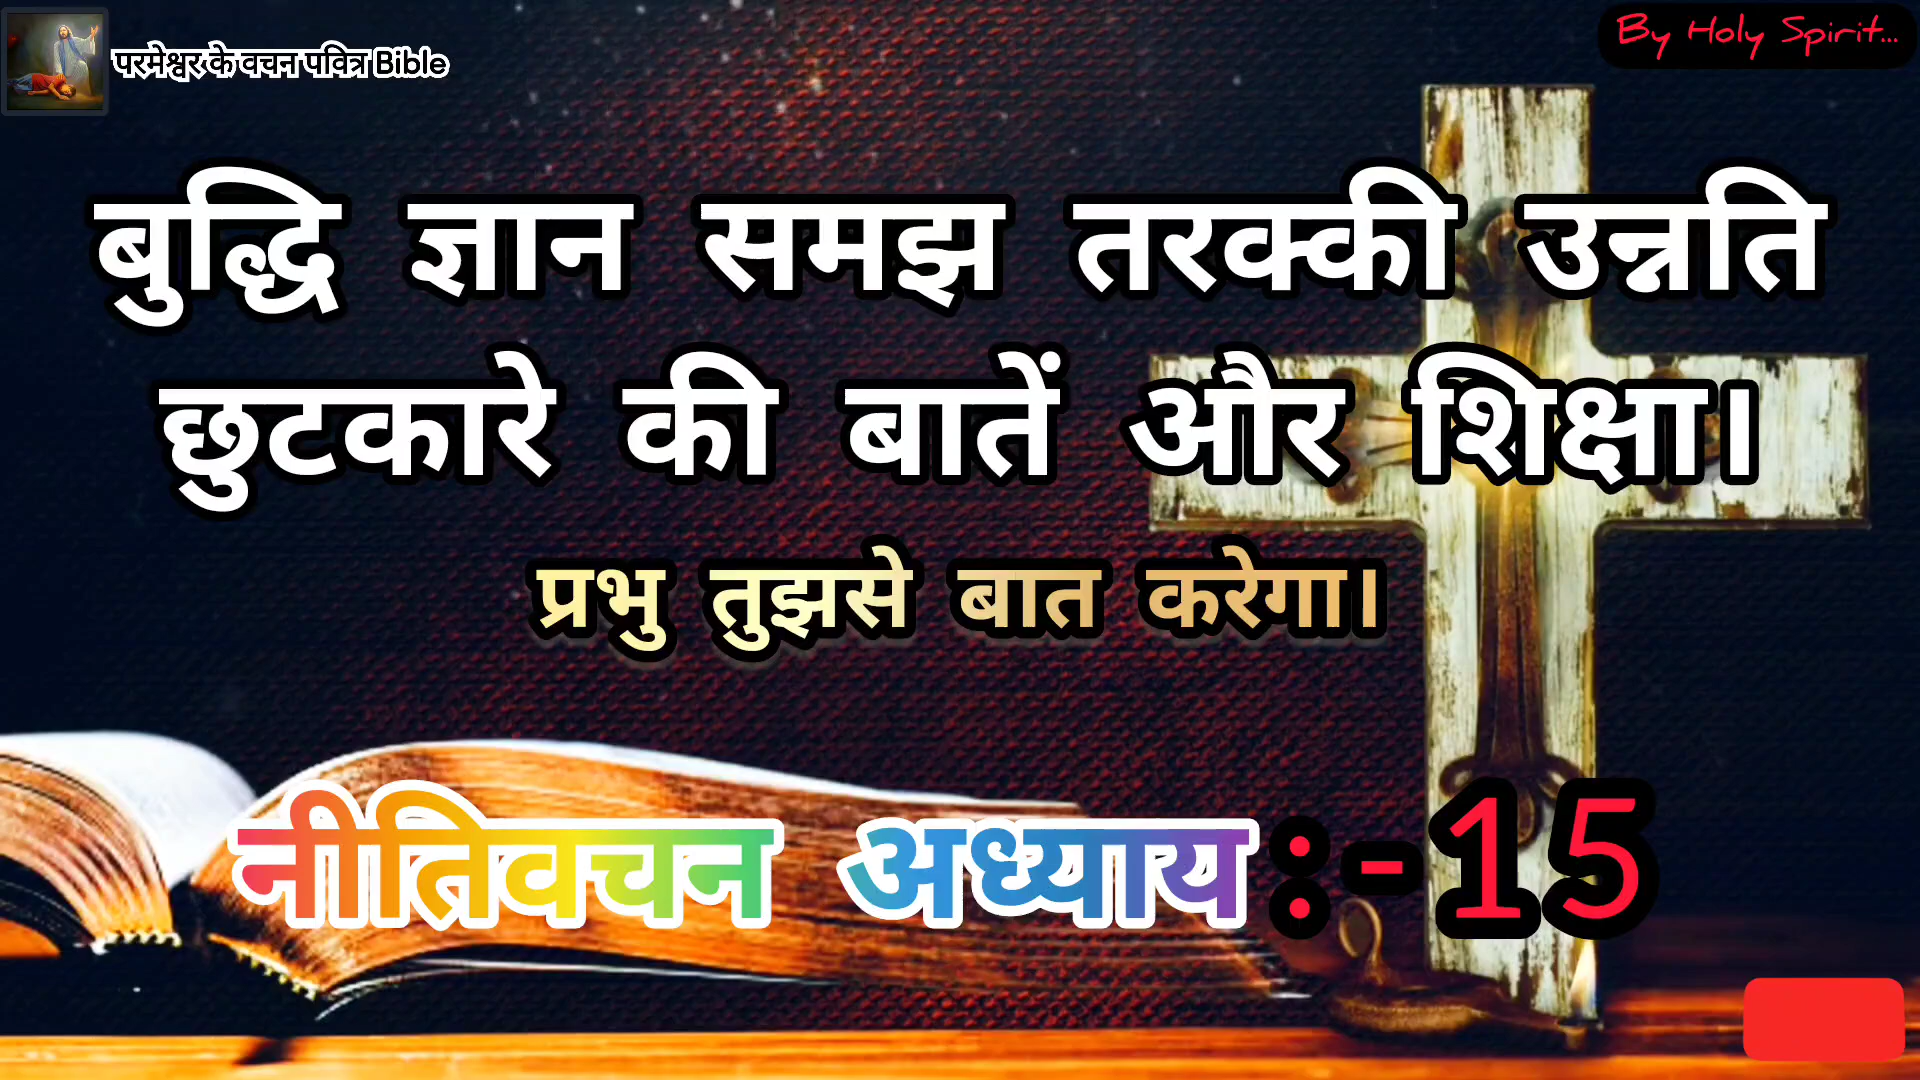 परमेश्वर के वचन पवित्र Bible
By Holy Spirit...
बुद्धि ज्ञान समझ तरक्की उन्नति
छुटकारे की बातें और शिक्षा।
प्रभु तुझसे बात करेगा।
नीतिवचन अध्याय :-15